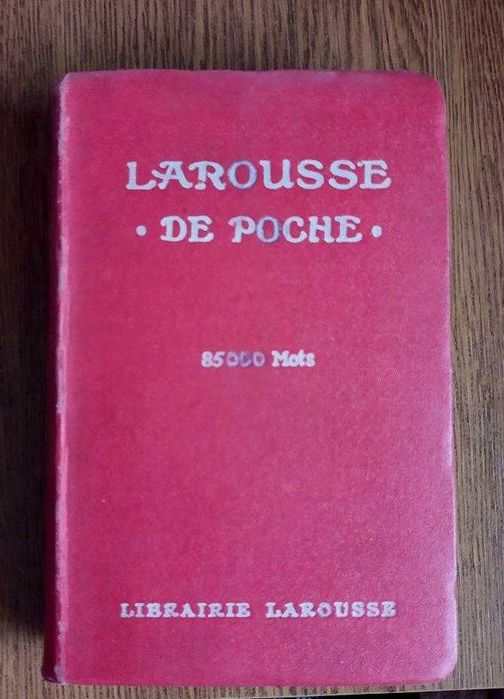 LAROUSSE
• DE POCHE •
85000 Mots
LIBRAIRIE LAROUSSE